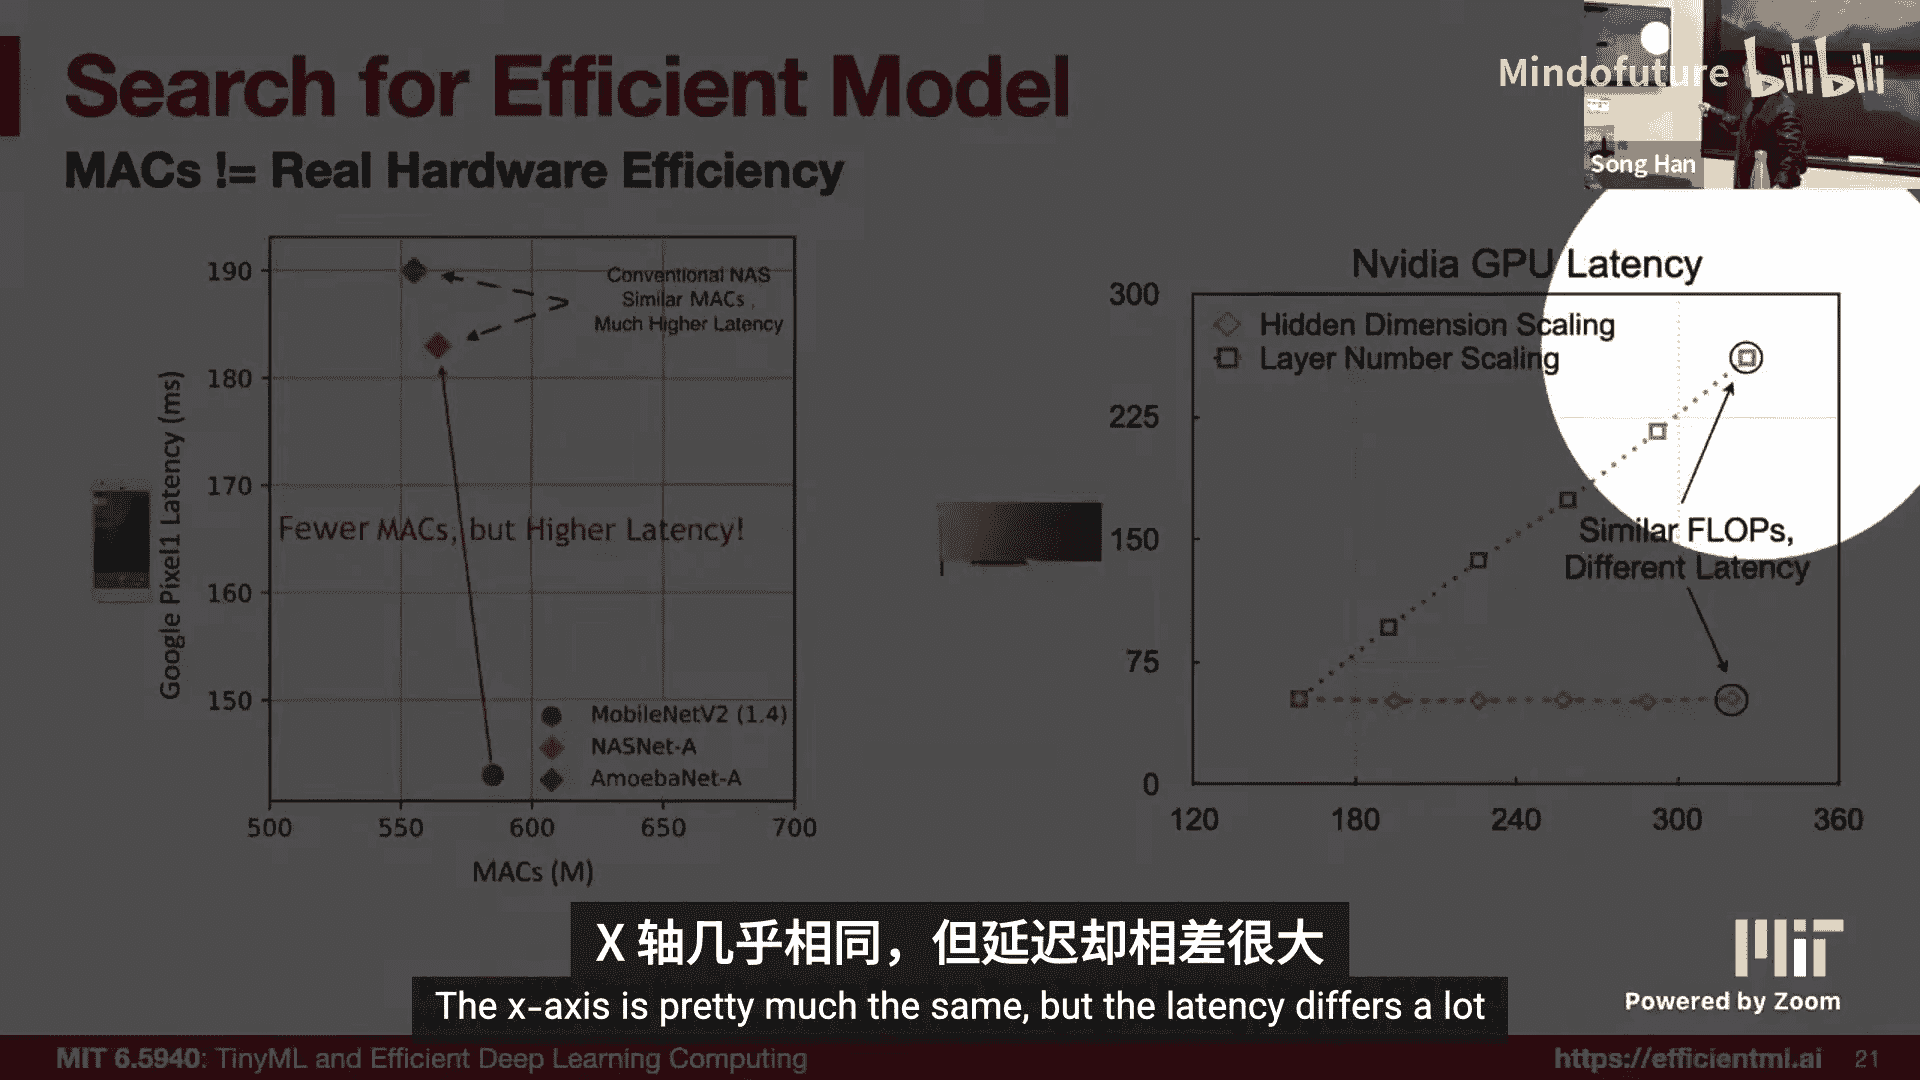 Search for Efficient Model
MACs != Real Hardware Efficiency
Mindofuture
bilibili
Song Han
190
180
170
160
150
Google Pixel1 Latency (ms)
Conventional NAS
Similar MACs,
Much Higher Latency
Fewer MACs, but Higher Latency!
MobileNetV2 (1.4)
NASNet-A
AmoebaNet-A
500
550
600
650
700
MACs (M)
Nvidia GPU Latency
300
225
150
75
0
Hidden Dimension Scaling
Layer Number Scaling
Similar FLOPs,
Different Latency
120
180
240
300
360
X 轴几乎相同，但延迟却相差很大
The x-axis is pretty much the same, but the latency differs a lot
MIT
Powered by Zoom
MIT 6.5940: TinyML and Efficient Deep Learning Computing
https://efficientml.ai
21